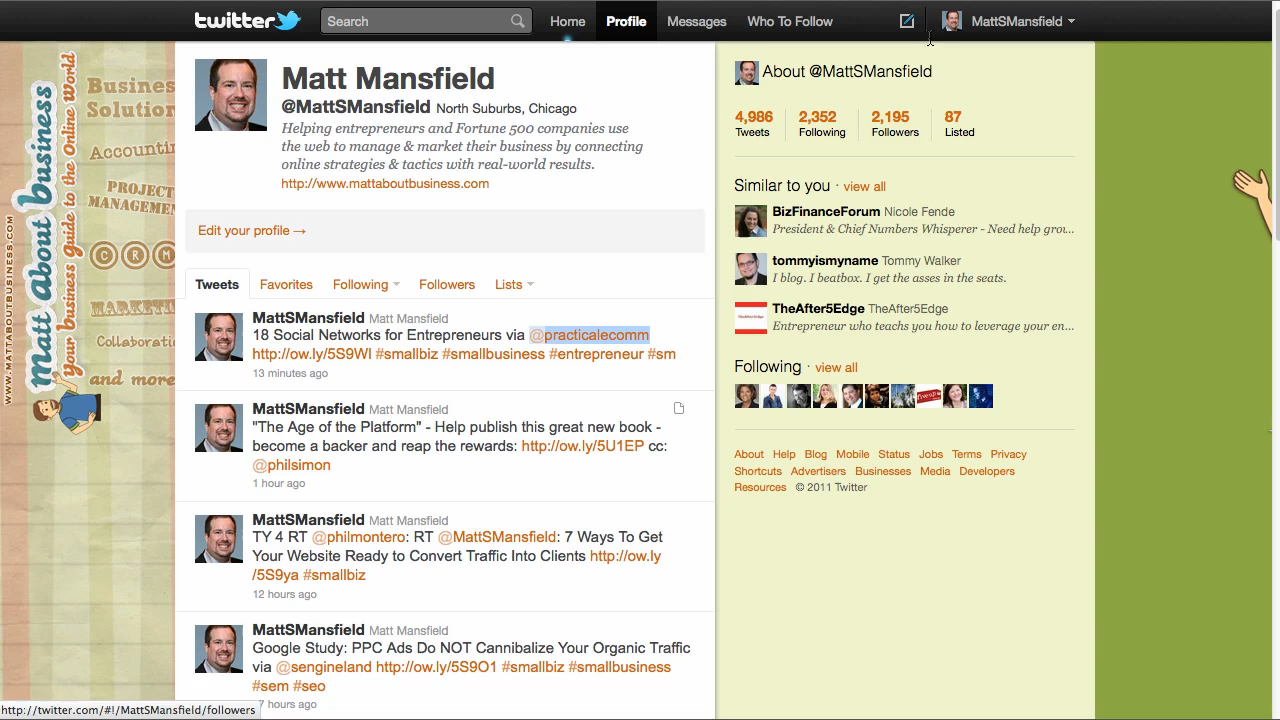 twitter
Search
Home
Profile
Messages
Who To Follow
MattSMansfield
www.MATTABOUTBUSINESS.com
Matt about business
your Business guide to the Online world
Business
Solution
Accountin
PROJECT
MANAGEMEN
C R M
MARKETIN
Collaborati
and more
Matt Mansfield
@MattSMansfield North Suburbs, Chicago
Helping entrepreneurs and Fortune 500 companies use
the web to manage & market their business by connecting
online strategies & tactics with real-world results.
http://www.mattaboutbusiness.com
Edit your profile →
Tweets
Favorites
Following
Followers
Lists
MattSMansfield Matt Mansfield
18 Social Networks for Entrepreneurs via @practicalecomm
http://ow.ly/5S9WI #smallbiz #smallbusiness #entrepreneur #sm
13 minutes ago
MattSMansfield Matt Mansfield
"The Age of the Platform" - Help publish this great new book -
become a backer and reap the rewards: http://ow.ly/5U1EP cc:
@philsimon
1 hour ago
MattSMansfield Matt Mansfield
TY 4 RT @philmontero: RT @MattSMansfield: 7 Ways To Get
Your Website Ready to Convert Traffic Into Clients http://ow.ly
/5S9ya #smallbiz
12 hours ago
MattSMansfield Matt Mansfield
Google Study: PPC Ads Do NOT Cannibalize Your Organic Traffic
via @sengineland http://ow.ly/5S9O1 #smallbiz #smallbusiness
#sem #seo
7 hours ago
About @MattSMansfield
4,986 2,352 2,195 87
Tweets Following Followers Listed
Similar to you · view all
BizFinanceForum Nicole Fende
President & Chief Numbers Whisperer - Need help grou...
tommyismyname Tommy Walker
I blog. I beatbox. I get the asses in the seats.
TheAfter5Edge TheAfter5Edge
Entrepreneur who teachs you how to leverage your en...
Following · view all
About Help Blog Mobile Status Jobs Terms Privacy
Shortcuts Advertisers Businesses Media Developers
Resources © 2011 Twitter
http://twitter.com/#!/MattSMansfield/followers